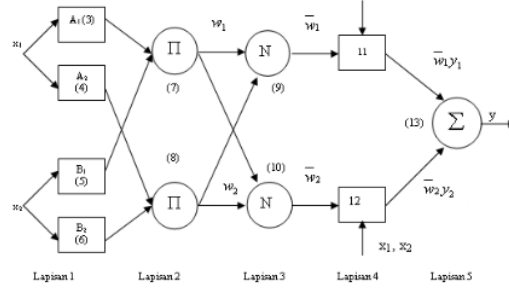 x₁
A₁(3)
A₂
(4)
B₁
(5)
x₂
B₂
(6)
Π
(7)
(8)
Π
w₁
w₂
N
(9)
(10)
N
w̅₁
w̅₂
11
12
x₁, x₂
w̅₁y₁
w̅₂y₂
(13)
Σ
y
Lapisan 1 Lapisan 2 Lapisan 3 Lapisan 4 Lapisan 5